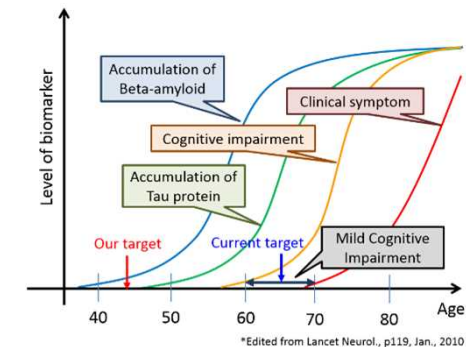 Level of biomarker
Accumulation of
Beta-amyloid
Clinical symptom
Cognitive impairment
Accumulation of
Tau protein
Our target
Current target
Mild Cognitive
Impairment
40 50 60 70 80 Age
*Edited from Lancet Neurol., p119, Jan., 2010